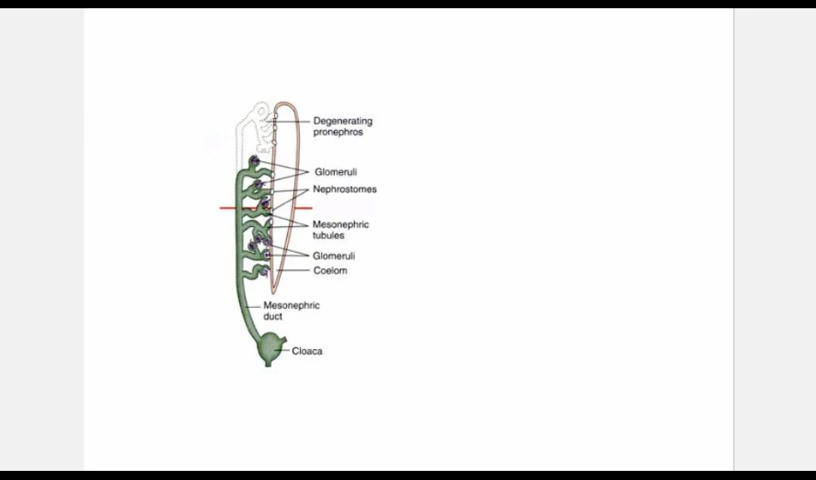 Degenerating
pronephros
Glomeruli
Nephrostomes
Mesonephric
tubules
Glomeruli
Coelom
Mesonephric
duct
Cloaca